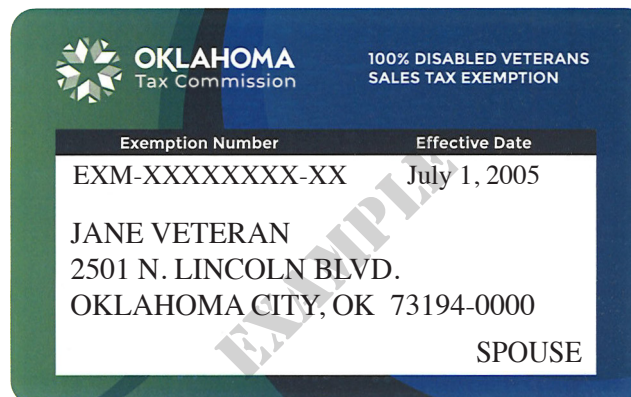 OKLAHOMA
Tax Commission
100% DISABLED VETERANS
SALES TAX EXEMPTION
Exemption Number Effective Date
EXM-XXXXXXXX-XX July 1, 2005
JANE VETERAN
2501 N. LINCOLN BLVD.
OKLAHOMA CITY, OK 73194-0000
SPOUSE
EXAMPLE